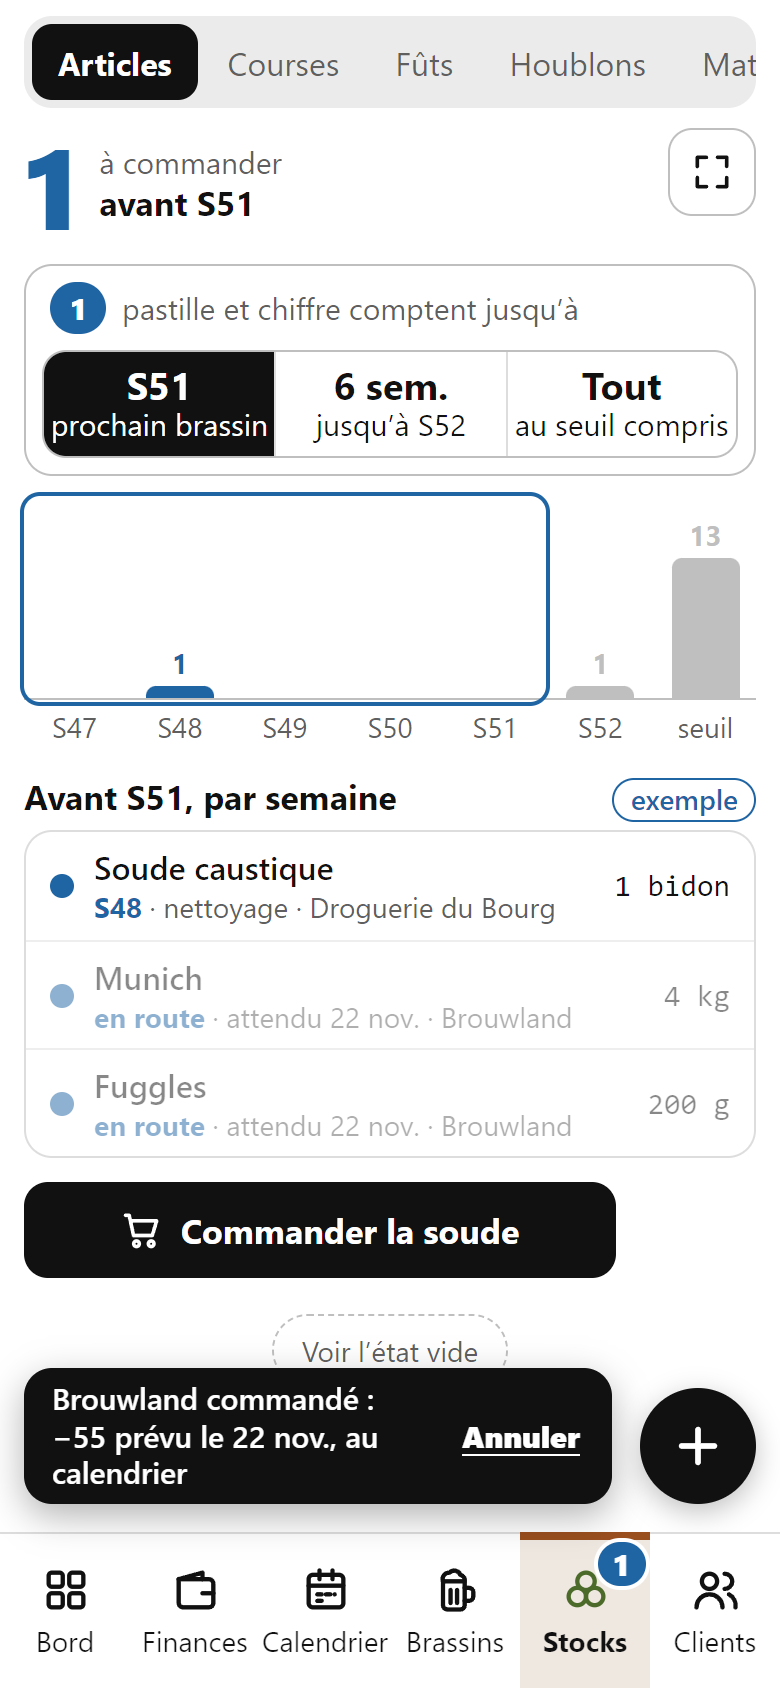 Articles Courses Fûts Houblons Mat
1 à commander
avant S51
1 pastille et chiffre comptent jusqu’à
S51 6 sem. Tout
prochain brassin jusqu’à S52 au seuil compris
13
1 1
S47 S48 S49 S50 S51 S52 seuil
Avant S51, par semaine exemple
Soude caustique 1 bidon
S48 · nettoyage · Droguerie du Bourg
Munich 4 kg
en route · attendu 22 nov. · Brouwland
Fuggles 200 g
en route · attendu 22 nov. · Brouwland
Commander la soude
Voir l’état vide
Brouwland commandé :
−55 prévu le 22 nov., au
calendrier
Annuler
1
Bord Finances Calendrier Brassins Stocks Clients